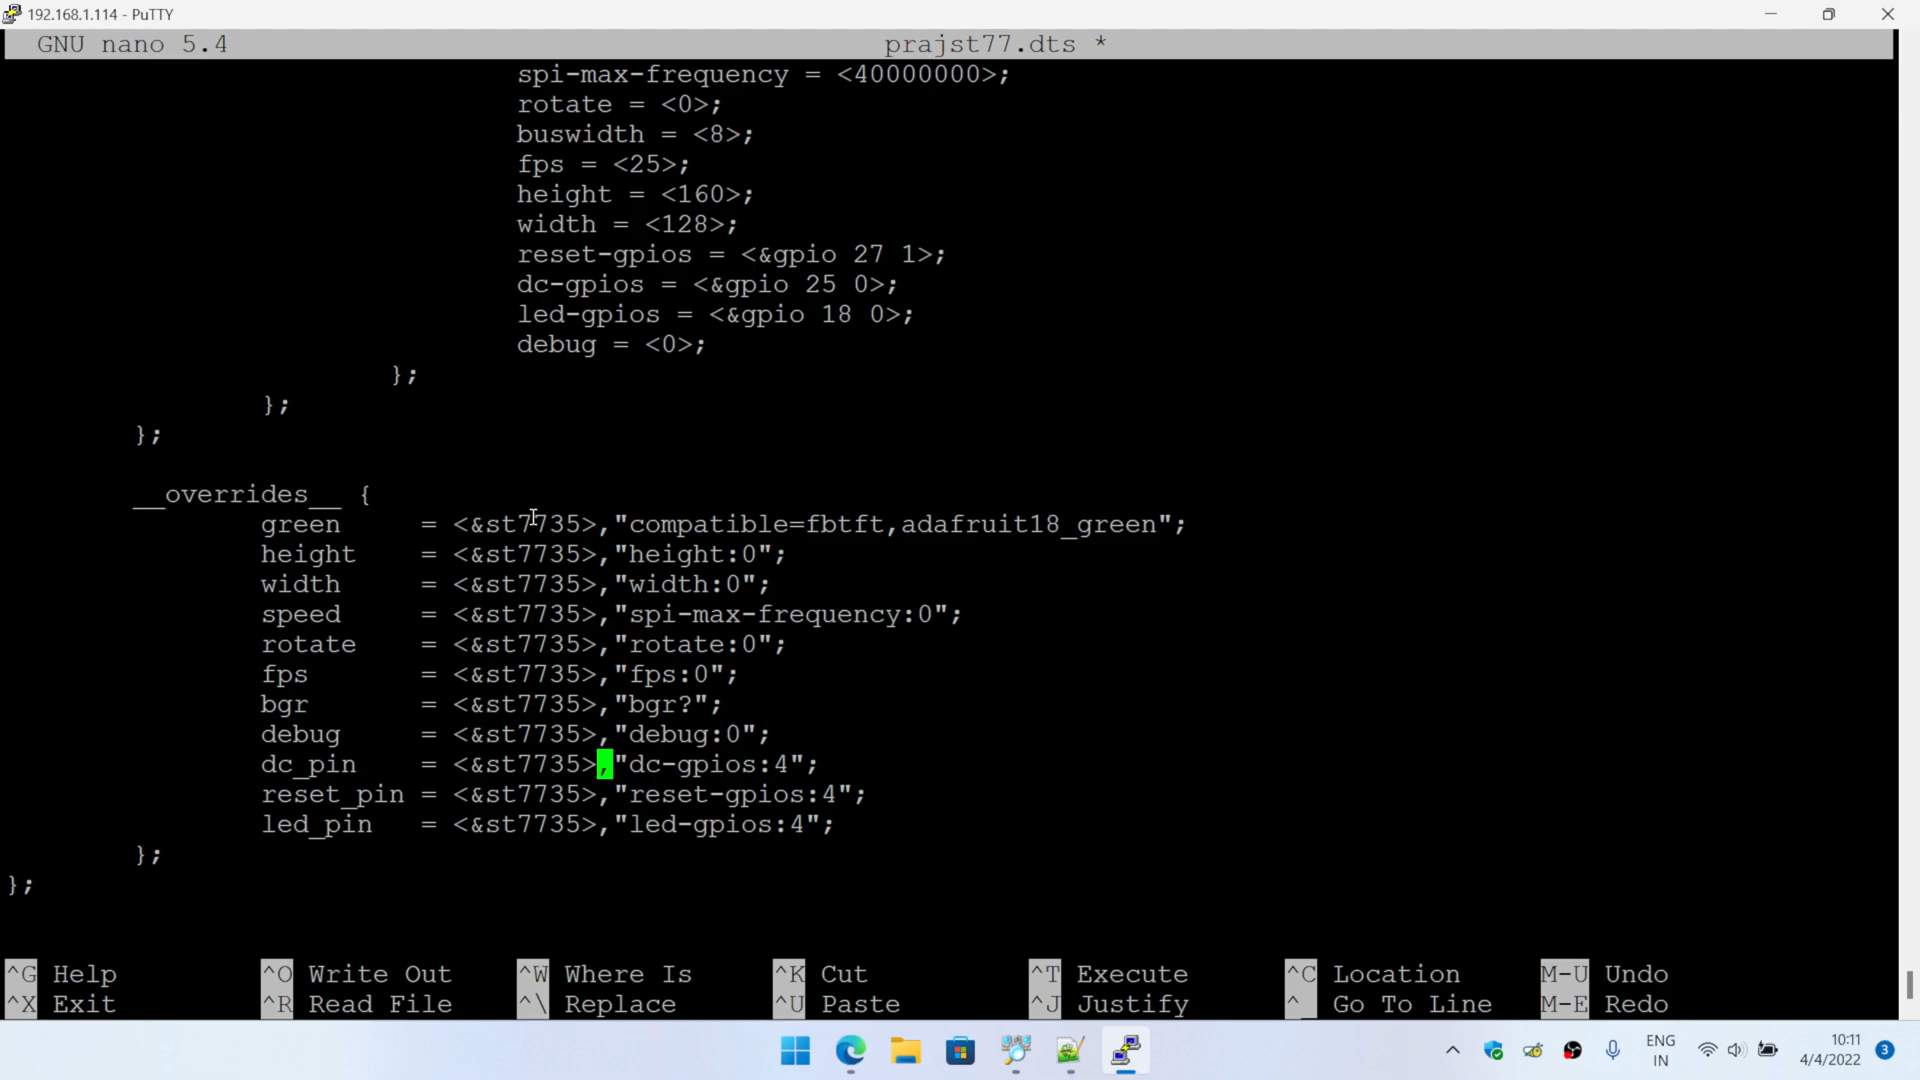 192.168.1.114 - PuTTY
GNU nano 5.4 prajst77.dts *
spi-max-frequency = <40000000>;
rotate = <0>;
buswidth = <8>;
fps = <25>;
height = <160>;
width = <128>;
reset-gpios = <&gpio 27 1>;
dc-gpios = <&gpio 25 0>;
led-gpios = <&gpio 18 0>;
debug = <0>;
};
};
};
__overrides__ {
green = <&st7735>,"compatible=fbtft,adafruit18_green";
height = <&st7735>,"height:0";
width = <&st7735>,"width:0";
speed = <&st7735>,"spi-max-frequency:0";
rotate = <&st7735>,"rotate:0";
fps = <&st7735>,"fps:0";
bgr = <&st7735>,"bgr?";
debug = <&st7735>,"debug:0";
dc_pin = <&st7735>,"dc-gpios:4";
reset_pin = <&st7735>,"reset-gpios:4";
led_pin = <&st7735>,"led-gpios:4";
};
};
^G Help ^O Write Out ^W Where Is ^K Cut ^T Execute ^C Location M-U Undo
^X Exit ^R Read File ^\ Replace ^U Paste ^J Justify ^_ Go To Line M-E Redo
ENG
IN
10:11
4/4/2022
3